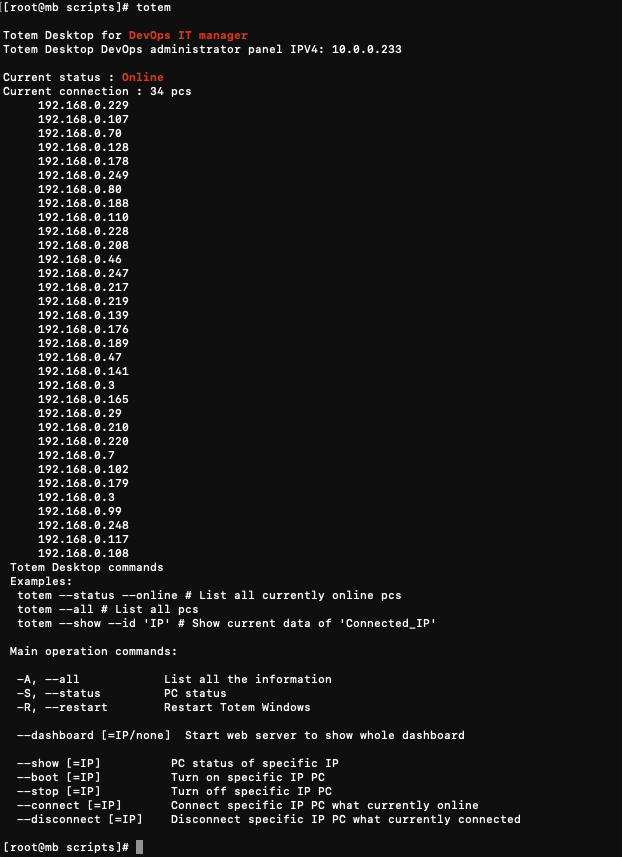 [[root@mb scripts]# totem
Totem Desktop for DevOps IT manager
Totem Desktop DevOps administrator panel IPV4: 10.0.0.233
Current status : Online
Current connection : 34 pcs
192.168.0.229
192.168.0.107
192.168.0.70
192.168.0.128
192.168.0.178
192.168.0.249
192.168.0.80
192.168.0.188
192.168.0.110
192.168.0.228
192.168.0.208
192.168.0.46
192.168.0.247
192.168.0.217
192.168.0.219
192.168.0.139
192.168.0.176
192.168.0.189
192.168.0.47
192.168.0.141
192.168.0.3
192.168.0.165
192.168.0.29
192.168.0.210
192.168.0.220
192.168.0.7
192.168.0.102
192.168.0.179
192.168.0.3
192.168.0.99
192.168.0.248
192.168.0.117
192.168.0.108
Totem Desktop commands
Examples:
totem --status --online # List all currently online pcs
totem --all # List all pcs
totem --show --id 'IP' # Show current data of 'Connected_IP'
Main operation commands:
-A, --all List all the information
-S, --status PC status
-R, --restart Restart Totem Windows
--dashboard [=IP/none] Start web server to show whole dashboard
--show [=IP] PC status of specific IP
--boot [=IP] Turn on specific IP PC
--stop [=IP] Turn off specific IP PC
--connect [=IP] Connect specific IP PC what currently online
--disconnect [=IP] Disconnect specific IP PC what currently connected
[root@mb scripts]#